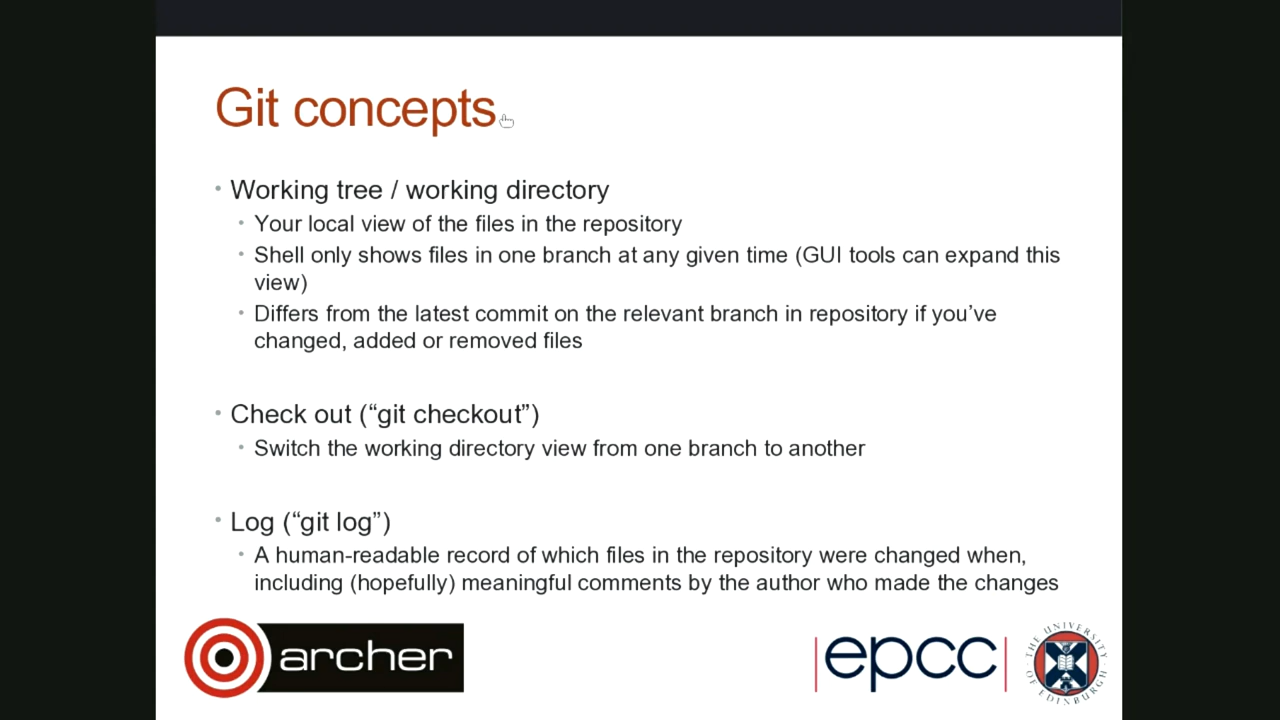 Git concepts
• Working tree / working directory
• Your local view of the files in the repository
• Shell only shows files in one branch at any given time (GUI tools can expand this
view)
• Differs from the latest commit on the relevant branch in repository if you’ve
changed, added or removed files
• Check out (“git checkout”)
• Switch the working directory view from one branch to another
• Log (“git log”)
• A human-readable record of which files in the repository were changed when,
including (hopefully) meaningful comments by the author who made the changes
archer
epcc
THE UNIVERSITY
OF EDINBURGH